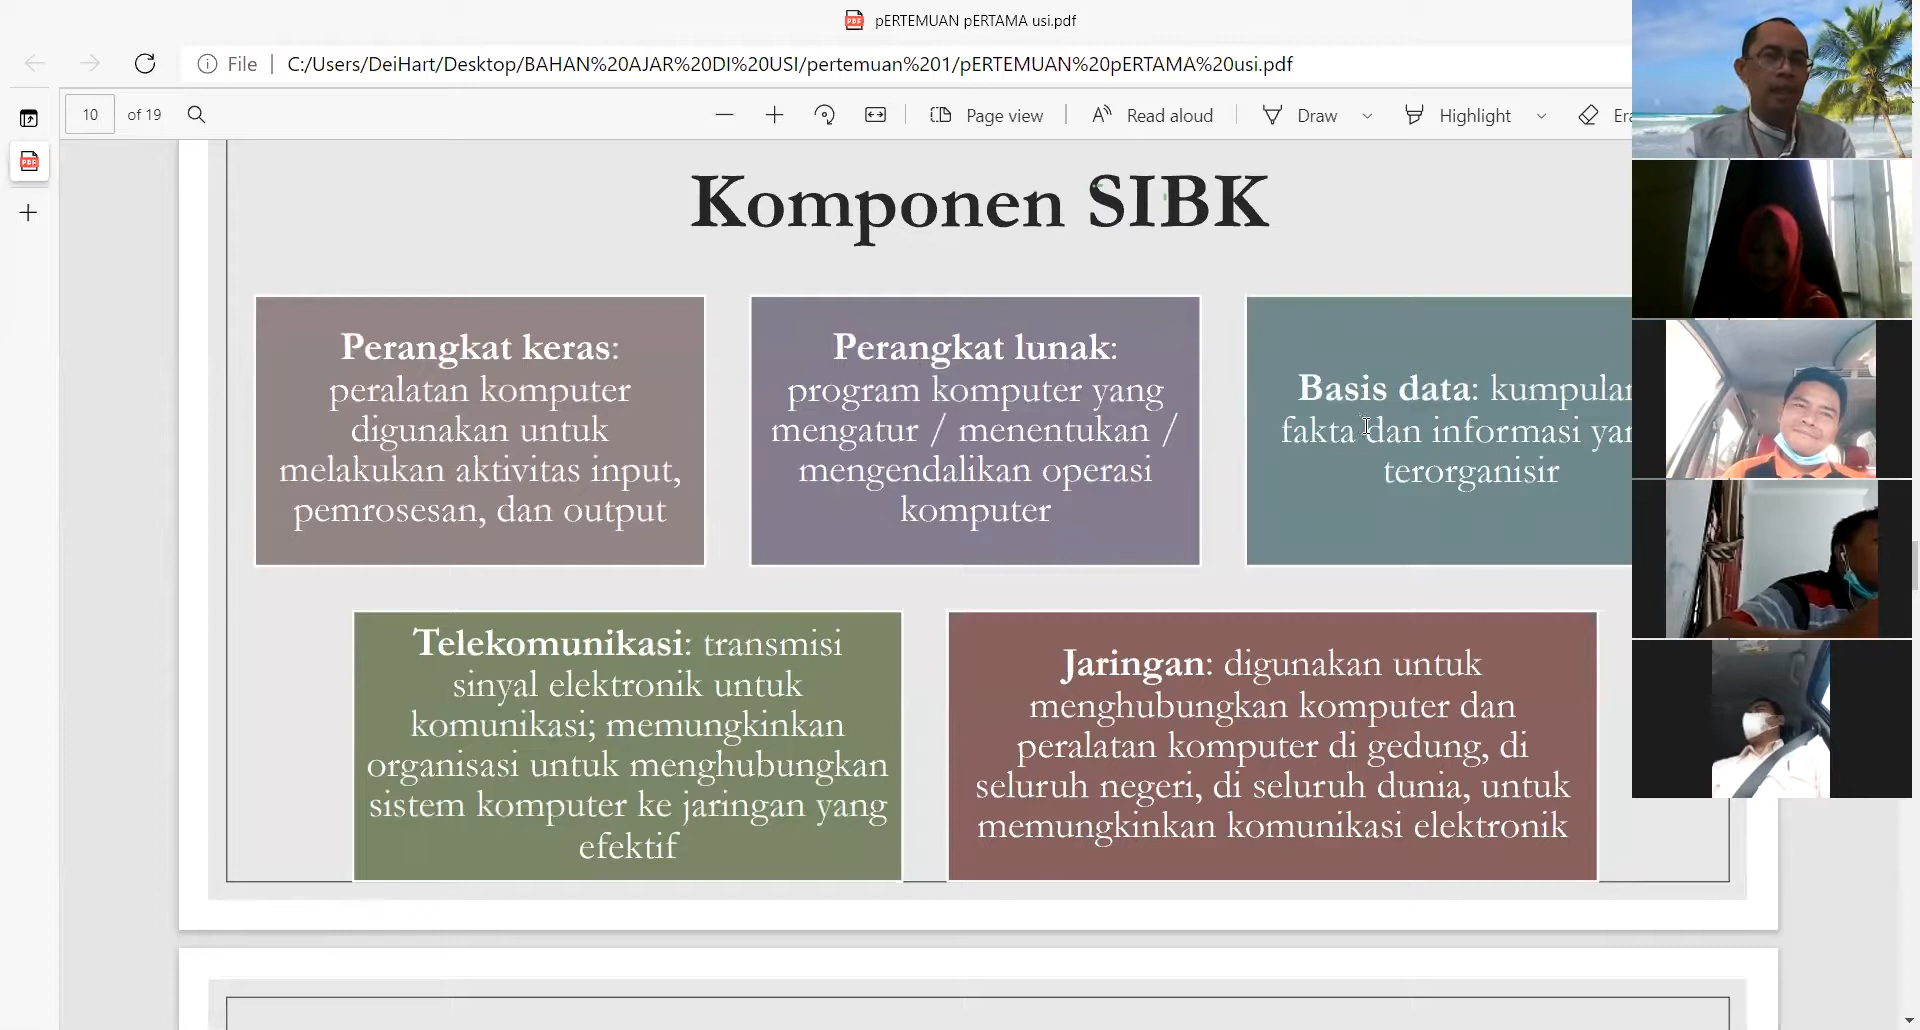 pERTEMUAN pERTAMA usi.pdf
File
C:/Users/DeiHart/Desktop/BAHAN%20AJAR%20DI%20USI/pertemuan%201/pERTEMUAN%20pERTAMA%20usi.pdf
10 of 19
Page view
Read aloud
Draw
Highlight
Komponen SIBK
Perangkat keras:
peralatan komputer
digunakan untuk
melakukan aktivitas input,
pemrosesan, dan output
Perangkat lunak:
program komputer yang
mengatur / menentukan /
mengendalikan operasi
komputer
Basis data:
fakta dan informasi
terorganisir
Telekomunikasi: transmisi
sinyal elektronik untuk
komunikasi; memungkinkan
organisasi untuk menghubungkan
sistem komputer ke jaringan yang
efektif
Jaringan: digunakan untuk
menghubungkan komputer dan
peralatan komputer di gedung, di
seluruh negeri, di seluruh dunia, untuk
memungkinkan komunikasi elektronik